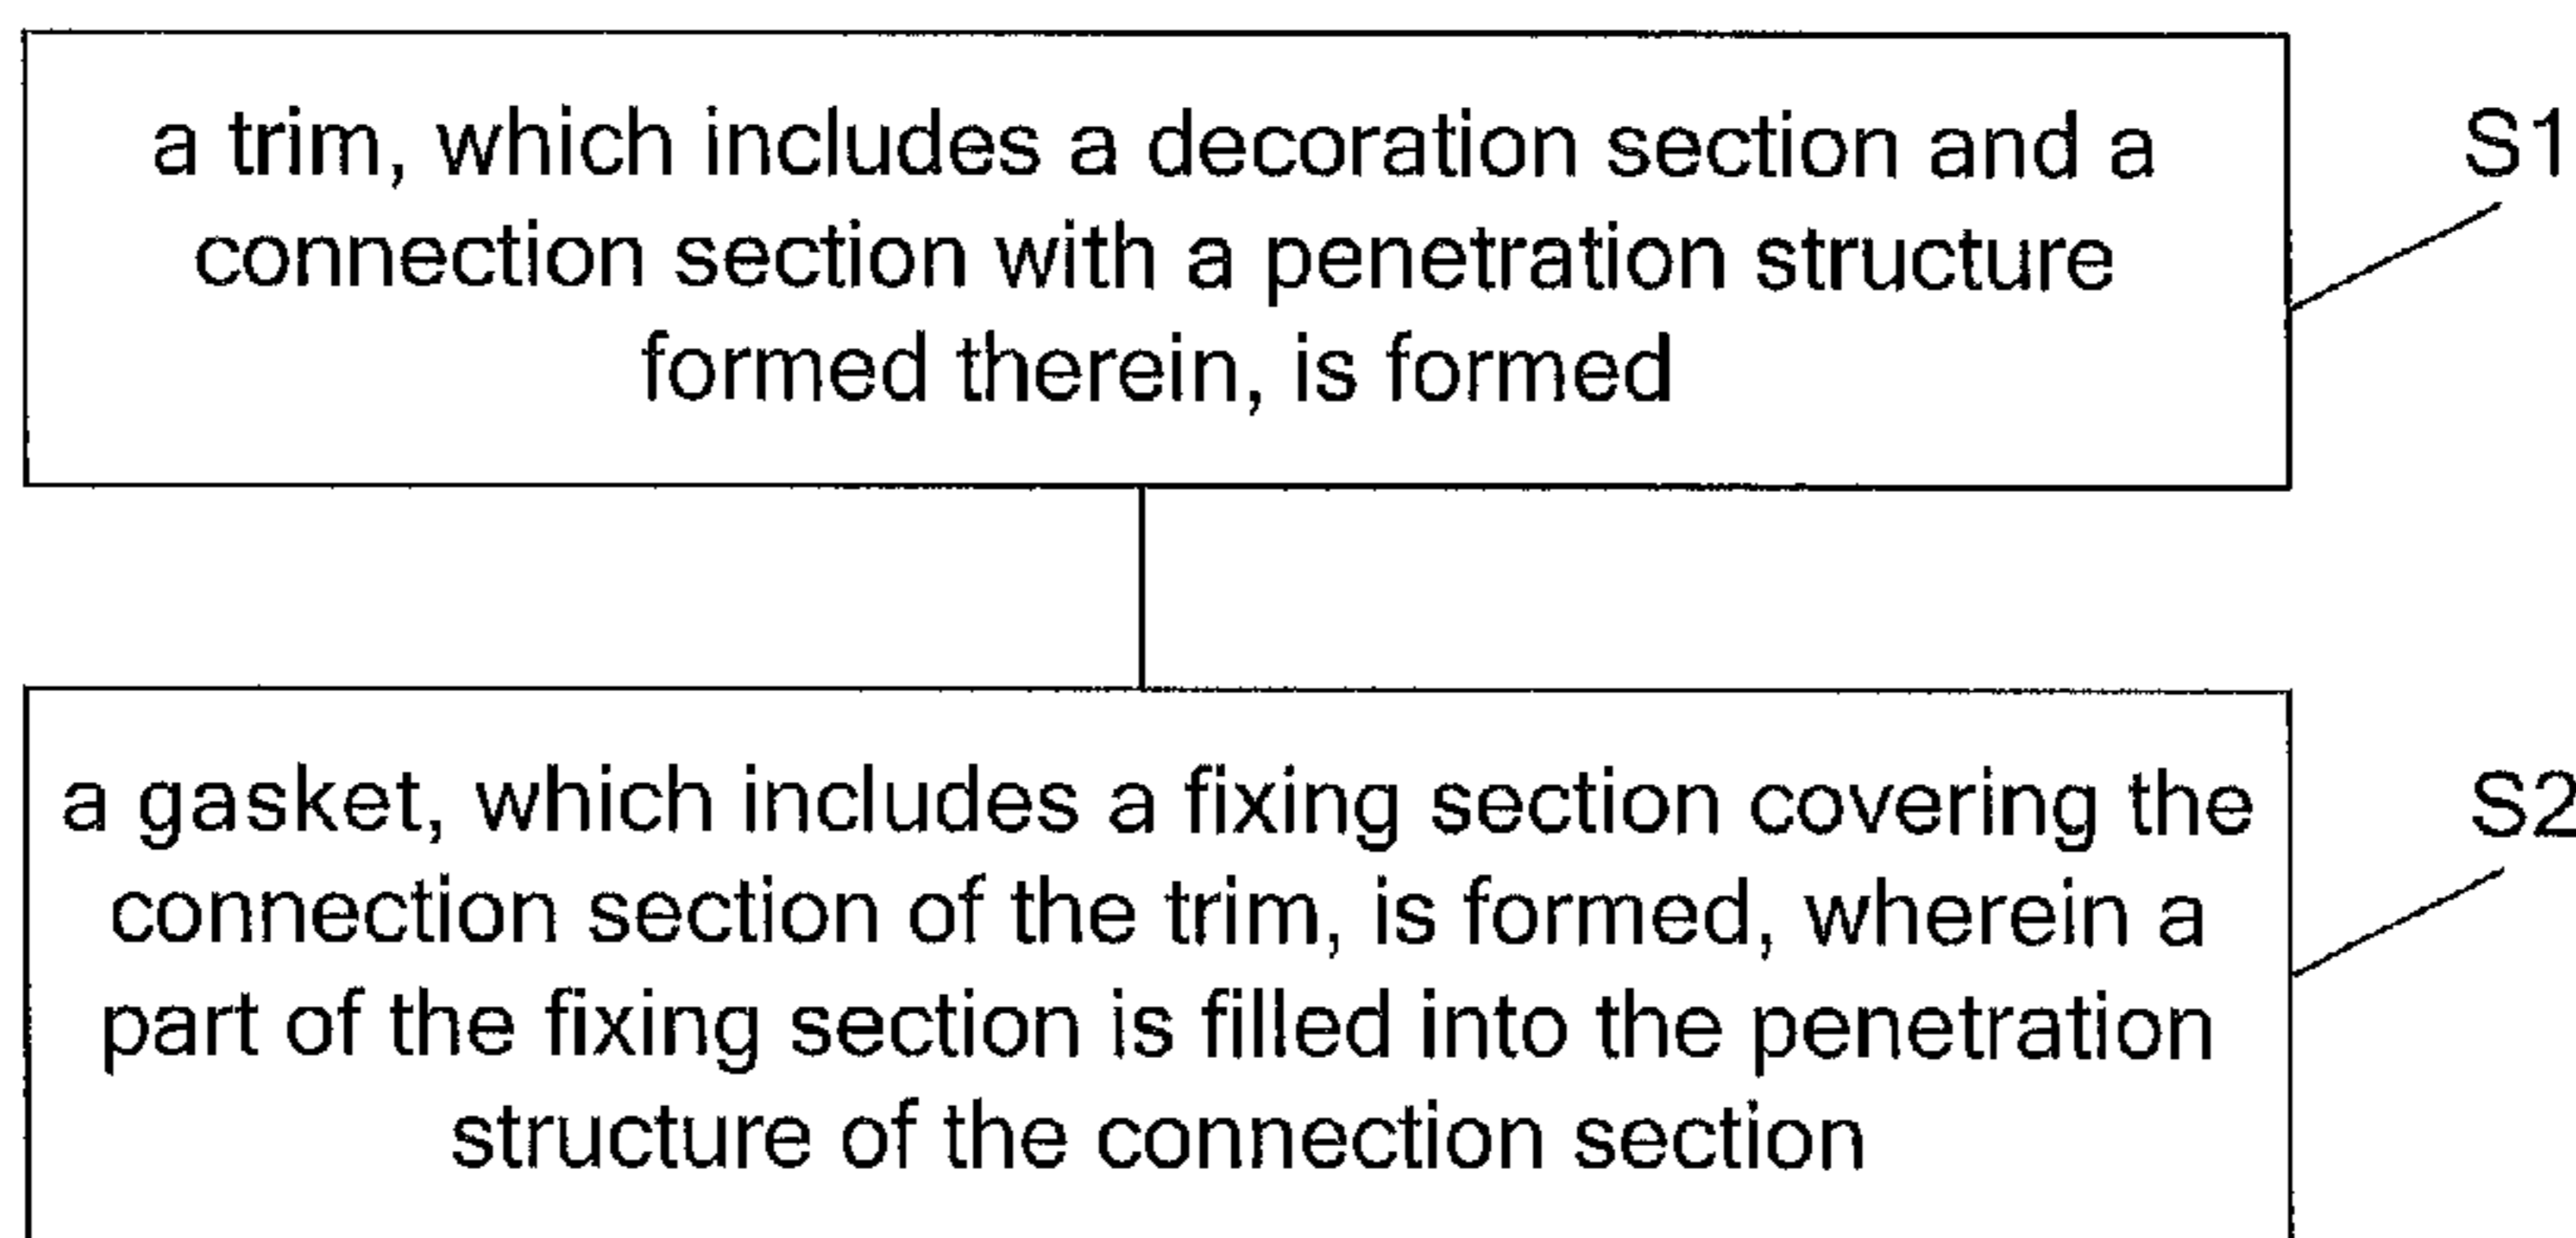 a trim, which includes a decoration section and a
connection section with a penetration structure
formed therein, is formed
S1
a gasket, which includes a fixing section covering the
connection section of the trim, is formed, wherein a
part of the fixing section is filled into the penetration
structure of the connection section
S2